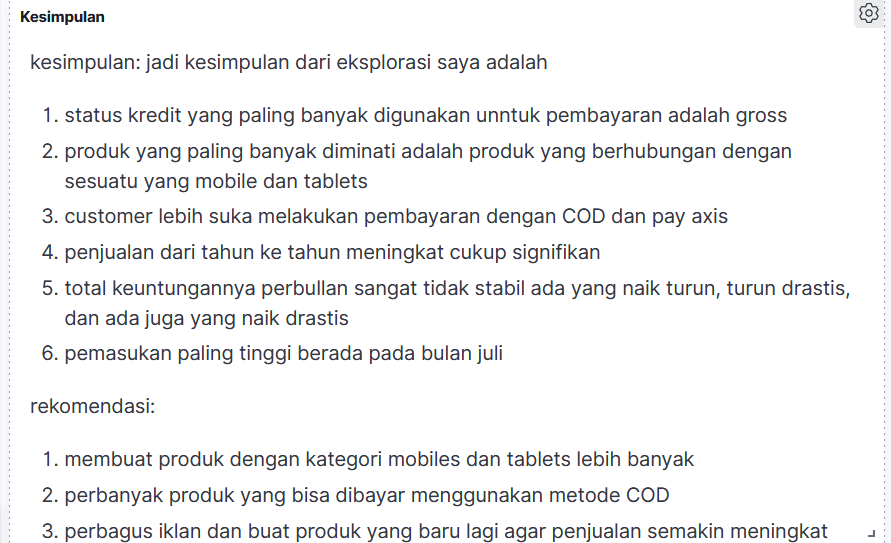 Kesimpulan
kesimpulan: jadi kesimpulan dari eksplorasi saya adalah
1. status kredit yang paling banyak digunakan unntuk pembayaran adalah gross
2. produk yang paling banyak diminati adalah produk yang berhubungan dengan
sesuatu yang mobile dan tablets
3. customer lebih suka melakukan pembayaran dengan COD dan pay axis
4. penjualan dari tahun ke tahun meningkat cukup signifikan
5. total keuntungannya perbullan sangat tidak stabil ada yang naik turun, turun drastis,
dan ada juga yang naik drastis
6. pemasukan paling tinggi berada pada bulan juli
rekomendasi:
1. membuat produk dengan kategori mobiles dan tablets lebih banyak
2. perbanyak produk yang bisa dibayar menggunakan metode COD
3. perbagus iklan dan buat produk yang baru lagi agar penjualan semakin meningkat